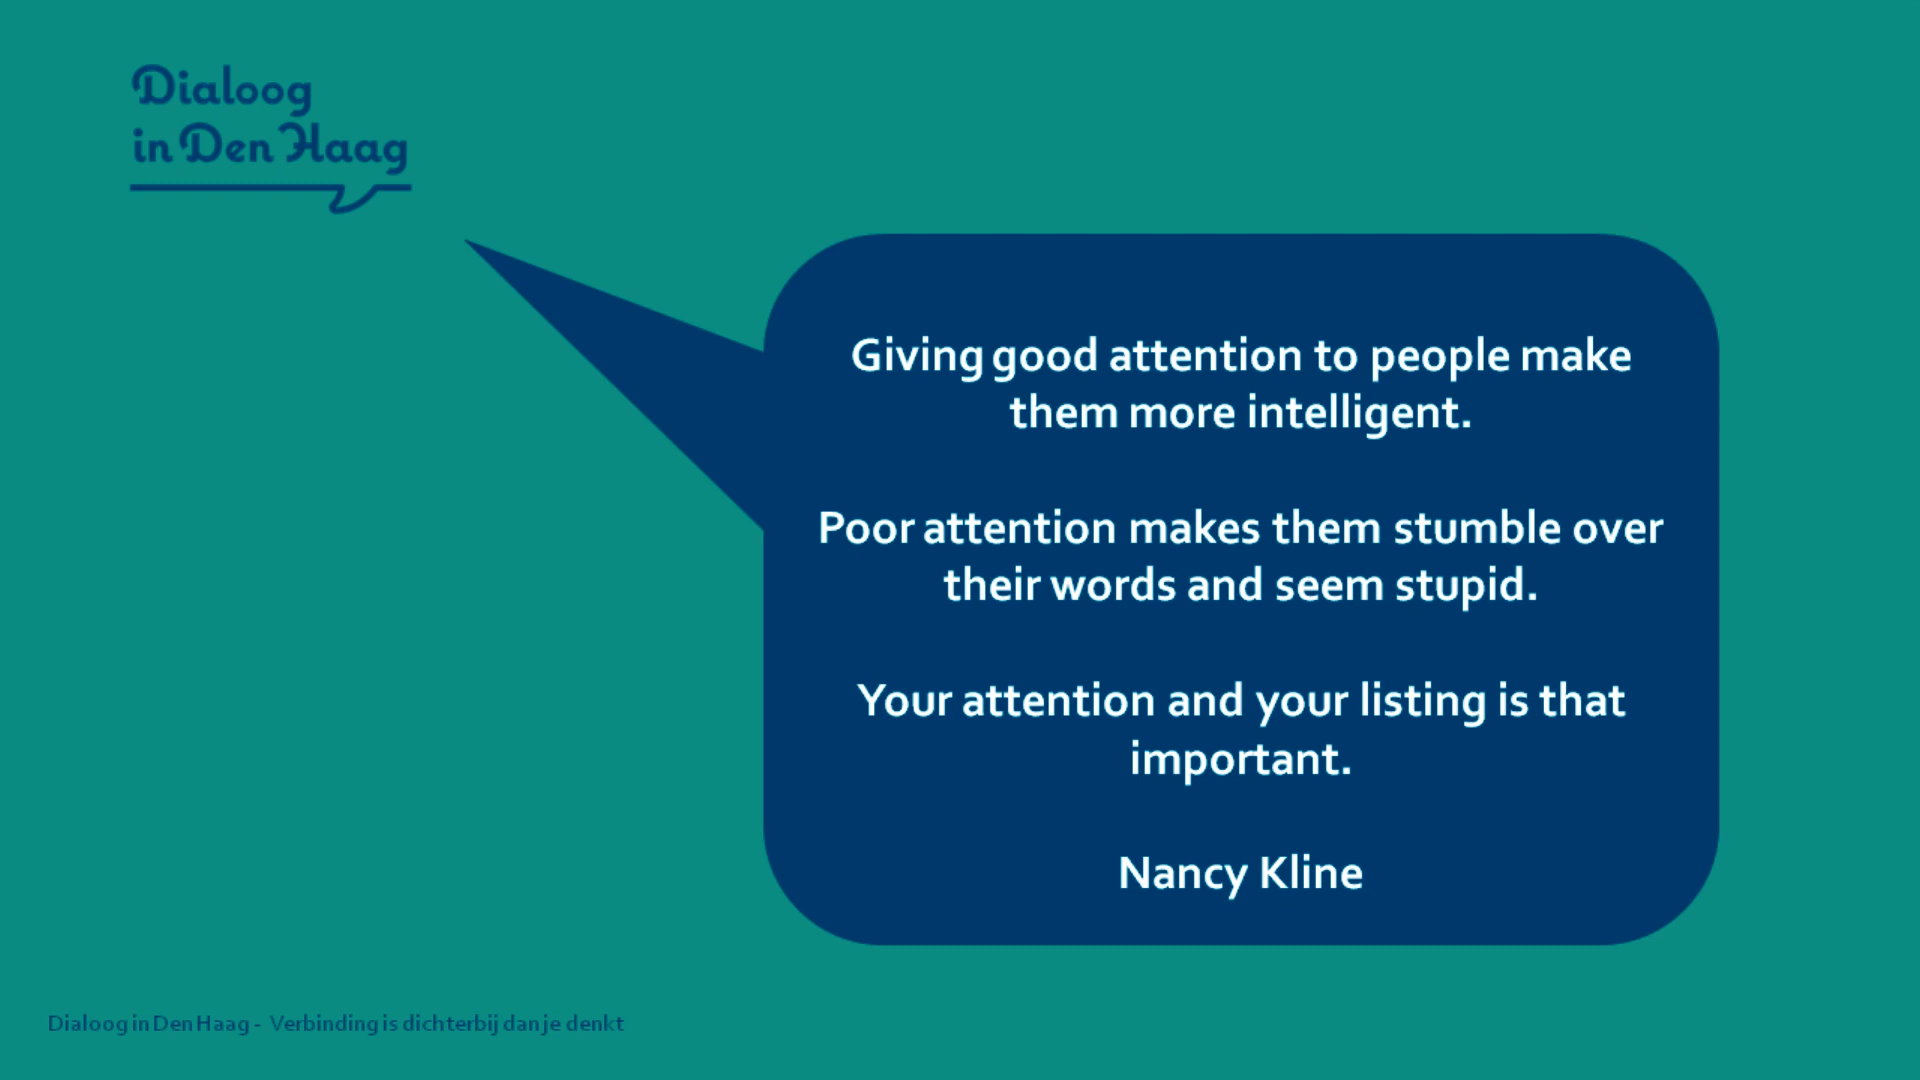 Dialoog
in Den Haag
Giving good attention to people make
them more intelligent.
Poor attention makes them stumble over
their words and seem stupid.
Your attention and your listing is that
important.
Nancy Kline
Dialoog in Den Haag - Verbinding is dichterbij dan je denkt